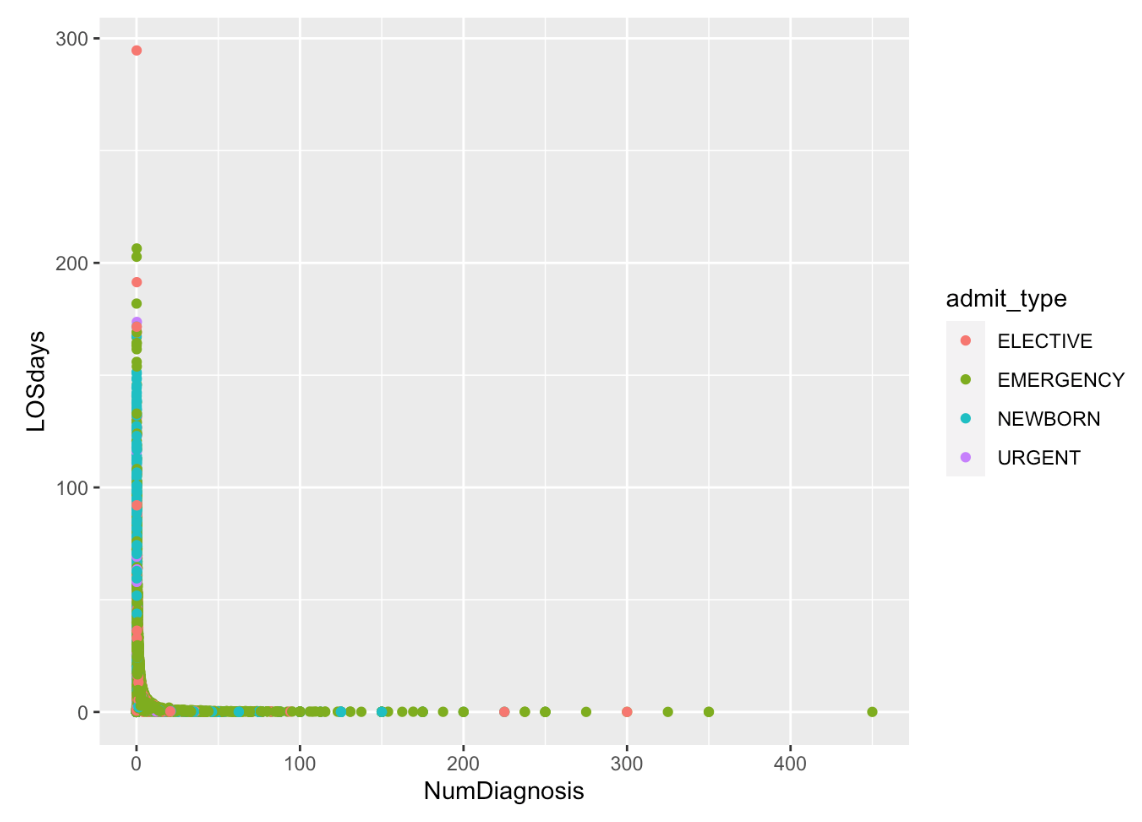 300
200
100
0
LOSdays
0 100 200 300 400
NumDiagnosis
admit_type
ELECTIVE
EMERGENCY
NEWBORN
URGENT